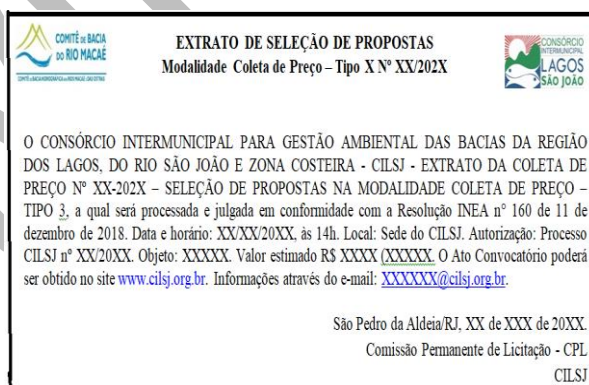 COMITÊ DE BACIA
DO RIO MACAÉ
EXTRATO DE SELEÇÃO DE PROPOSTAS
Modalidade Coleta de Preço – Tipo X Nº XX/202X
CONSÓRCIO
INTERMUNICIPAL
LAGOS
SÃO JOÃO
O CONSÓRCIO INTERMUNICIPAL PARA GESTÃO AMBIENTAL DAS BACIAS DA REGIÃO
DOS LAGOS, DO RIO SÃO JOÃO E ZONA COSTEIRA - CILSJ - EXTRATO DA COLETA DE
PREÇO Nº XX-202X – SELEÇÃO DE PROPOSTAS NA MODALIDADE COLETA DE PREÇO –
TIPO 3, a qual será processada e julgada em conformidade com a Resolução INEA n° 160 de 11 de
dezembro de 2018. Data e horário: XX/XX/20XX, às 14h. Local: Sede do CILSJ. Autorização: Processo
CILSJ nº XX/20XX. Objeto: XXXXX. Valor estimado R$ XXXX (XXXXX. O Ato Convocatório poderá
ser obtido no site www.cilsj.org.br. Informações através do e-mail: XXXXXX@cilsj.org.br.
São Pedro da Aldeia/RJ, XX de XXX de 20XX.
Comissão Permanente de Licitação - CPL
CILSJ